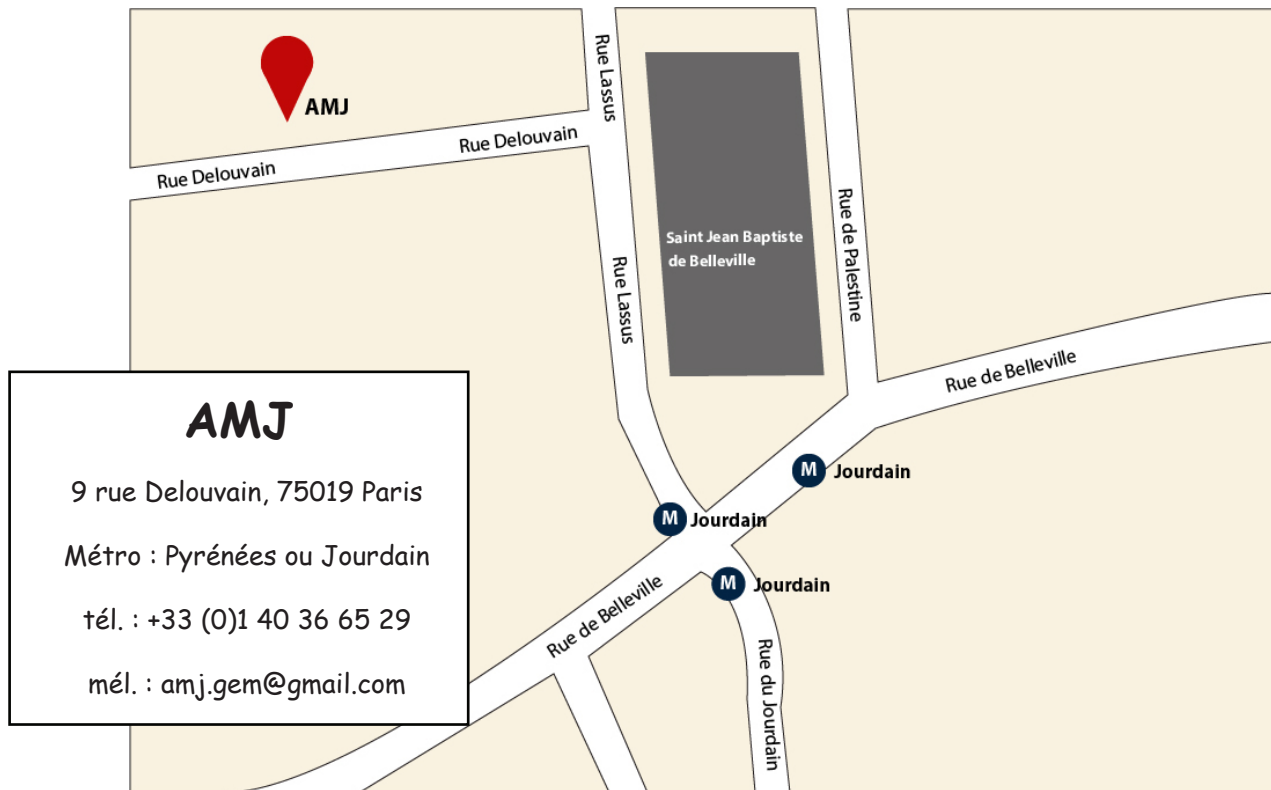 Rue Lassus
AMJ
Rue Delouvain
Rue Delouvain
Saint Jean Baptiste
de Belleville
Rue de Palestine
Rue Lassus
Rue de Belleville
Jourdain
M
Jourdain
M
Jourdain
M
Rue de Belleville
Rue du Jourdain
AMJ
9 rue Delouvain, 75019 Paris
Métro : Pyrénées ou Jourdain
tél. : +33 (0)1 40 36 65 29
mél. : amj.gem@gmail.com